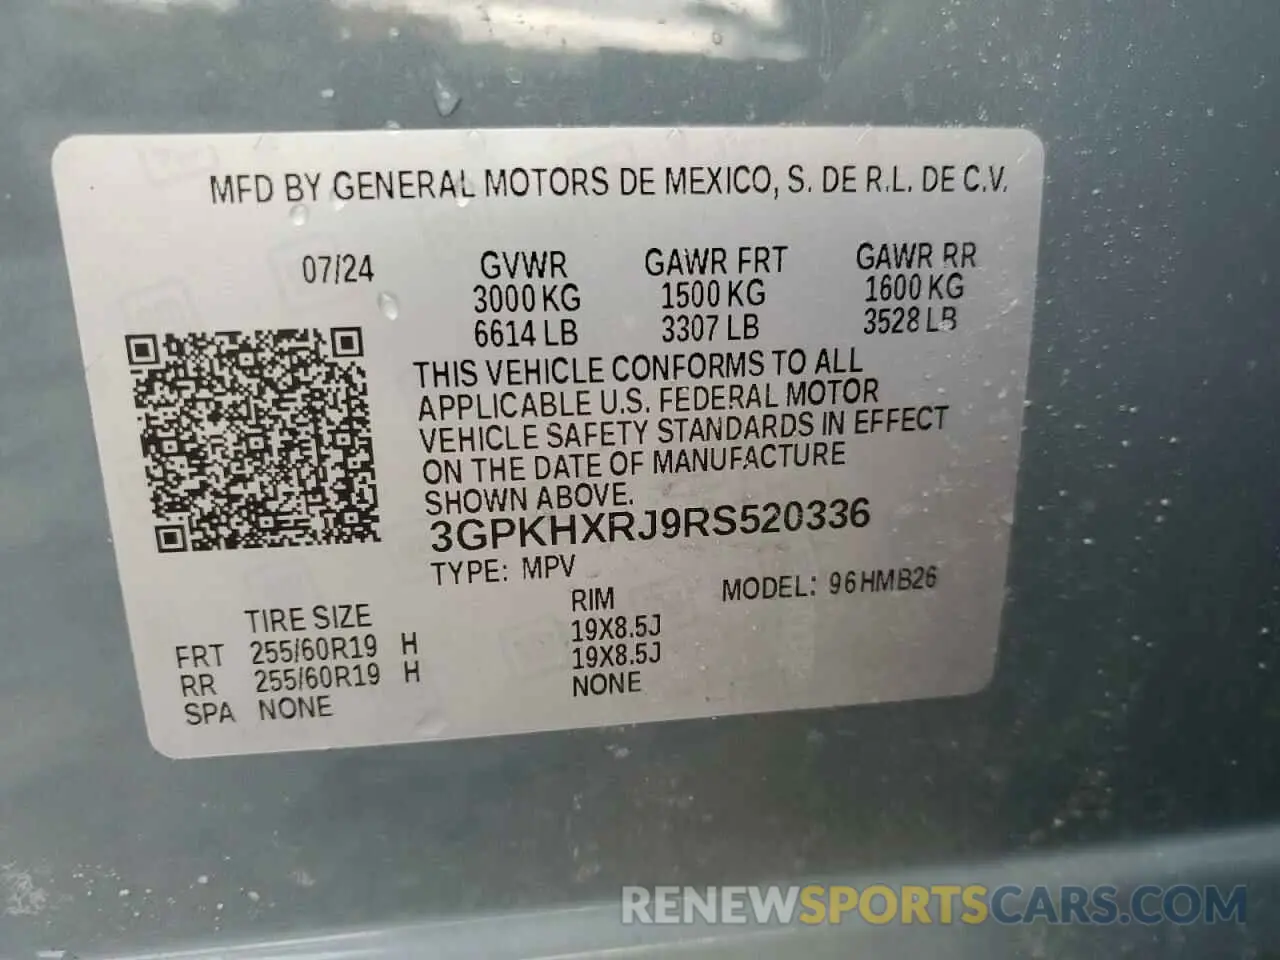 MFD BY GENERAL MOTORS DE MEXICO, S. DE R.L. DE C.V.
07/24 GVWR GAWR FRT GAWR RR
3000 KG 1500 KG 1600 KG
6614 LB 3307 LB 3528 LB
THIS VEHICLE CONFORMS TO ALL
APPLICABLE U.S. FEDERAL MOTOR
VEHICLE SAFETY STANDARDS IN EFFECT
ON THE DATE OF MANUFACTURE
SHOWN ABOVE.
3GPKHXRJ9RS520336
TYPE: MPV MODEL: 96HMB26
TIRE SIZE RIM
FRT 255/60R19 H 19X8.5J
RR 255/60R19 H 19X8.5J
SPA NONE NONE
RENEWSPORTSCARS.COM